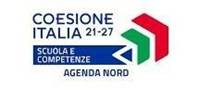 COESIONE
ITALIA 21-27
SCUOLA E
COMPETENZE
AGENDA NORD